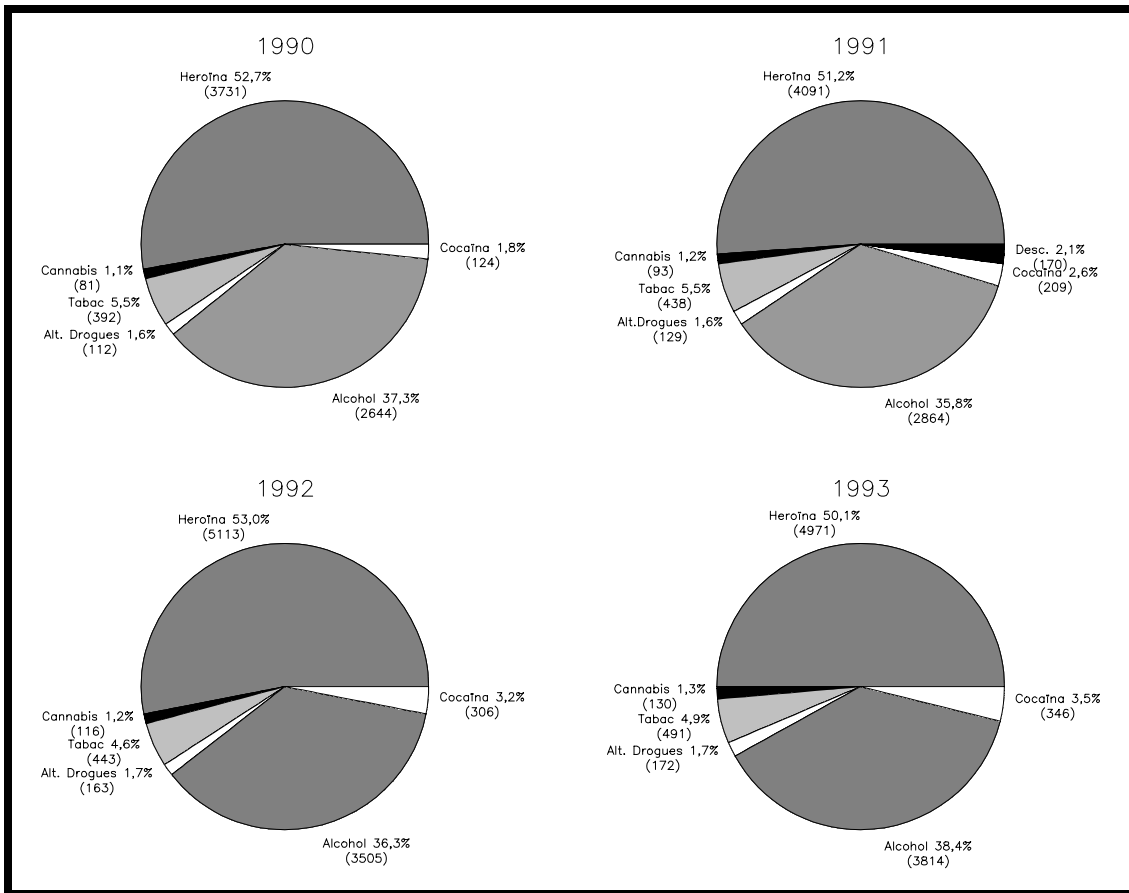 1990
Heroïna 52,7%
(3731)
Cocaïna 1,8%
(124)
Cannabis 1,1%
(81)
Tabac 5,5%
(392)
Alt. Drogues 1,6%
(112)
Alcohol 37,3%
(2644)
1991
Heroïna 51,2%
(4091)
Desc. 2,1%
(170)
Cocaïna 2,6%
(209)
Cannabis 1,2%
(93)
Tabac 5,5%
(438)
Alt.Drogues 1,6%
(129)
Alcohol 35,8%
(2864)
1992
Heroïna 53,0%
(5113)
Cocaïna 3,2%
(306)
Cannabis 1,2%
(116)
Tabac 4,6%
(443)
Alt. Drogues 1,7%
(163)
Alcohol 36,3%
(3505)
1993
Heroïna 50,1%
(4971)
Cannabis 1,3%
(130)
Cocaïna 3,5%
(346)
Tabac 4,9%
(491)
Alt. Drogues 1,7%
(172)
Alcohol 38,4%
(3814)